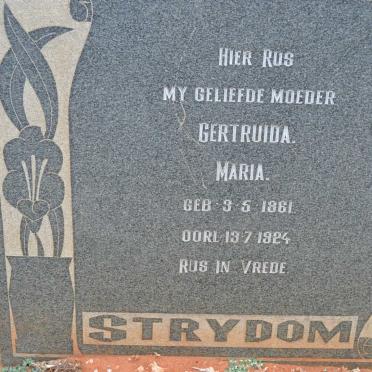 HIER RUS
MY GELIEFDE MOEDER
GERTRUIDA.
MARIA.
GEB 3·5·1861
OORL·13·7·1924
RUS IN VREDE
STRYDOM